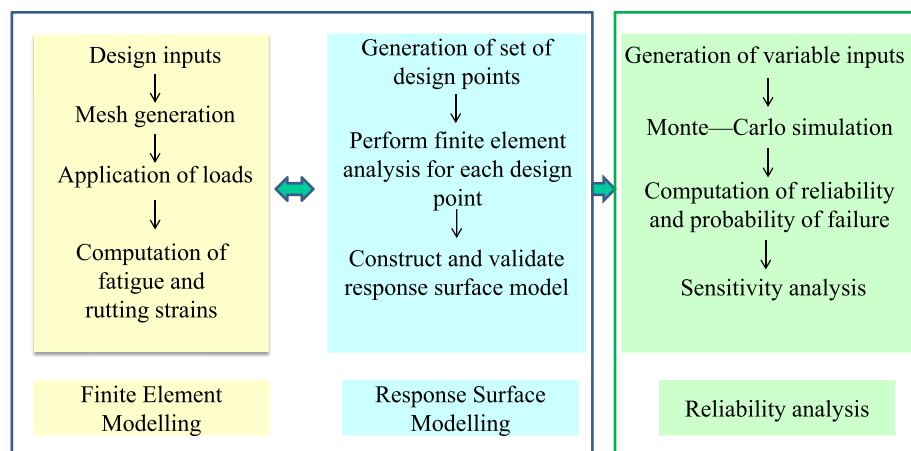 Design inputs
Mesh generation
Application of loads
Computation of
fatigue and
rutting strains
Finite Element
Modelling
Generation of set of
design points
Perform finite element
analysis for each design
point
Construct and validate
response surface model
Response Surface
Modelling
Generation of variable inputs
Monte—Carlo simulation
Computation of reliability
and probability of failure
Sensitivity analysis
Reliability analysis